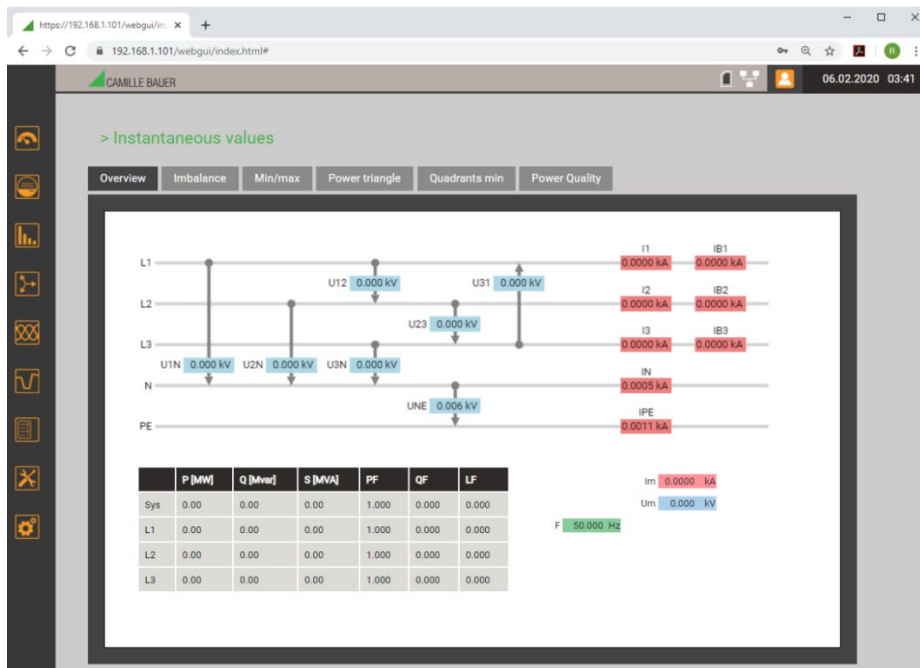 https://192.168.1.101/webgui/in
192.168.1.101/webgui/index.html#
R
CAMILLE BAUER
06.02.2020 03:41
> Instantaneous values
Overview Imbalance Min/max Power triangle Quadrants min Power Quality
I1 IB1
L1 0.0000 kA 0.0000 kA
U12 0.000 kV U31 0.000 kV
I2 IB2
L2 0.0000 kA 0.0000 kA
U23 0.000 kV
I3 IB3
L3 0.0000 kA 0.0000 kA
U1N 0.000 kV U2N 0.000 kV U3N 0.000 kV
IN
N 0.0005 kA
UNE 0.006 kV
IPE
PE 0.0011 kA
P [MW] Q [Mvar] S [MVA] PF QF LF
Sys 0.00 0.00 0.00 1.000 0.000 0.000
L1 0.00 0.00 0.00 1.000 0.000 0.000
L2 0.00 0.00 0.00 1.000 0.000 0.000
L3 0.00 0.00 0.00 1.000 0.000 0.000
Im 0.0000 kA
Um 0.000 kV
F 50.000 Hz